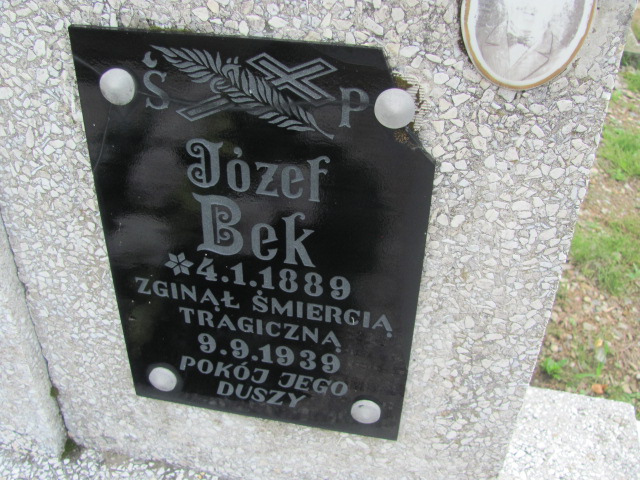 Ś P
Józef
Bek
*4.1.1889
ZGINĄŁ ŚMIERCIĄ
TRAGICZNĄ
9.9.1939
POKÓJ JEGO
DUSZY